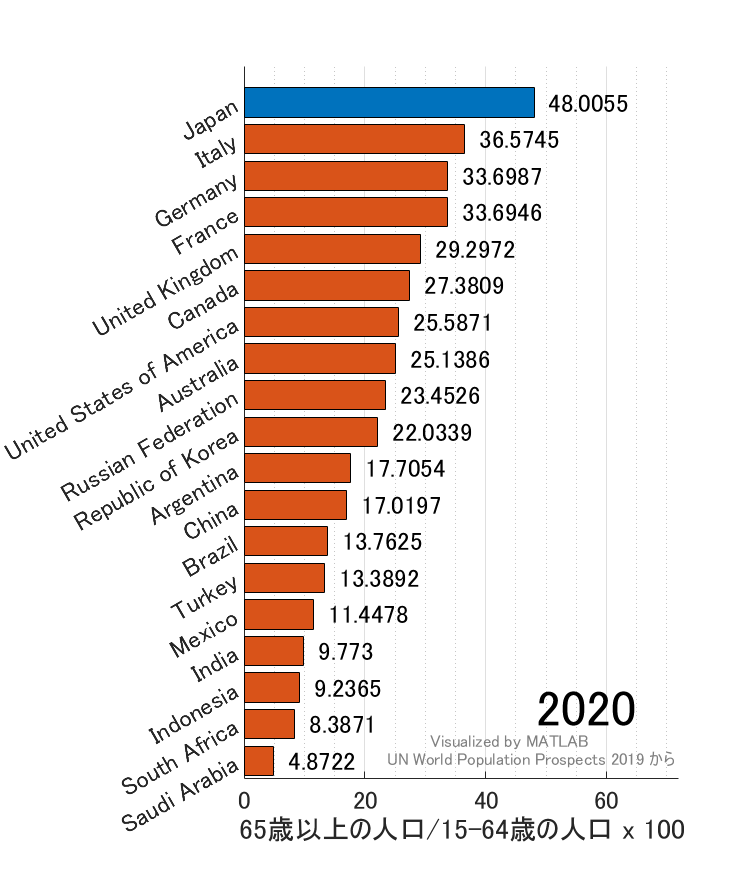 Japan 48.0055
Italy 36.5745
Germany 33.6987
France 33.6946
United Kingdom 29.2972
Canada 27.3809
United States of America 25.5871
Australia 25.1386
Russian Federation 23.4526
Republic of Korea 22.0339
Argentina 17.7054
China 17.0197
Brazil 13.7625
Turkey 13.3892
Mexico 11.4478
India 9.773
Indonesia 9.2365
South Africa 8.3871
Saudi Arabia 4.8722
2020
Visualized by MATLAB
UN World Population Prospects 2019 から
0 20 40 60
65歳以上の人口/15-64歳の人口 x 100